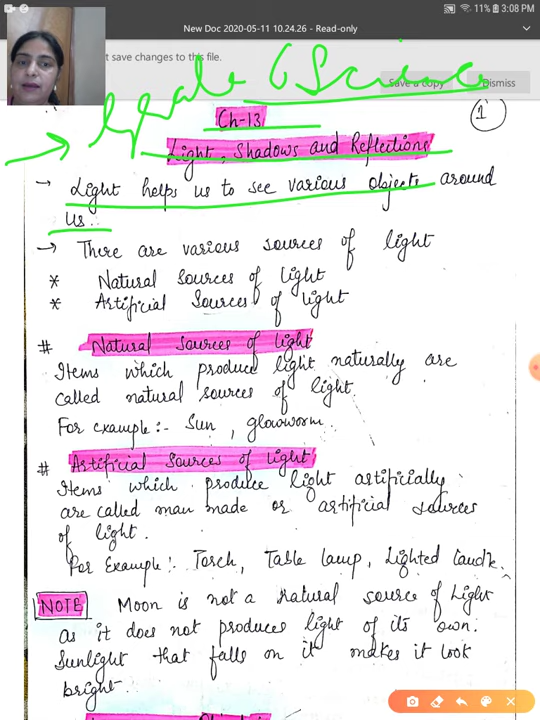 11% 3:08 PM
New Doc 2020-05-11 10.24.26 - Read-only
t save changes to this file.
Save a copy
Dismiss
Grade 6 Science
1
Ch-13
Light, Shadows and Reflections
→ Light helps us to see various objects around
us.
→ There are various sources of light
* Natural Sources of light
* Artificial Sources of light
# Natural Sources of light
Items which produce light naturally are
called natural sources of light.
For example:- Sun, glowworm.
# Artificial Sources of light
Items which produce light artificially
are called man made or artificial sources
of light.
For Example:- Torch, Table lamp, Lighted Candle.
NOTE Moon is not a natural source of light
as it does not produces light of its own.
Sunlight that falls on it makes it look
bright.